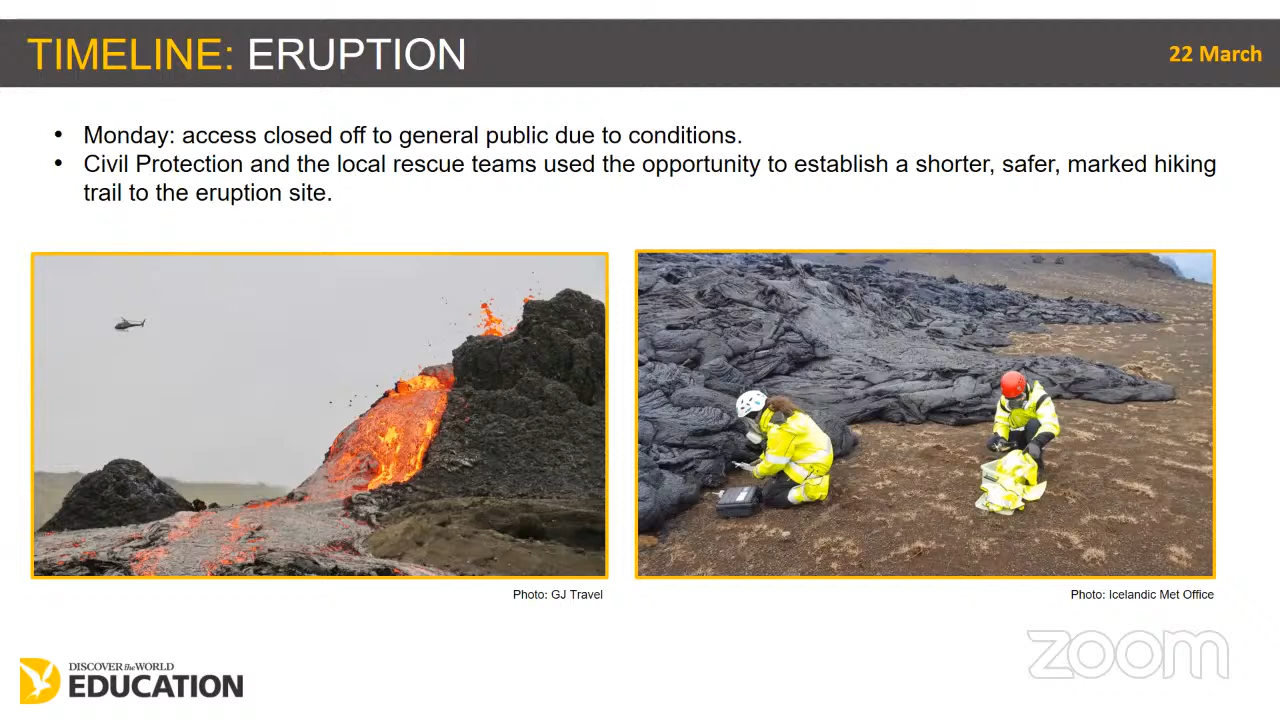 TIMELINE: ERUPTION
22 March
• Monday: access closed off to general public due to conditions.
• Civil Protection and the local rescue teams used the opportunity to establish a shorter, safer, marked hiking
trail to the eruption site.
Photo: GJ Travel
Photo: Icelandic Met Office
zoom
DISCOVER the WORLD
EDUCATION